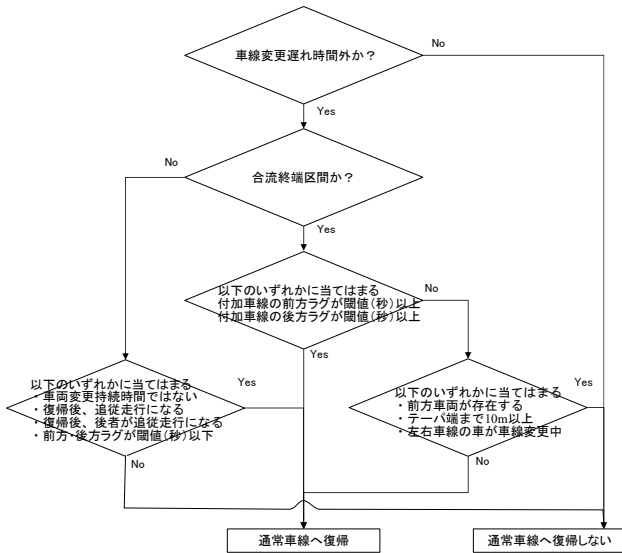 車線変更遅れ時間外か？
No
Yes
No
合流終端区間か？
Yes
以下のいずれかに当てはまる
付加車線の前方ラグが閾値(秒)以上
付加車線の後方ラグが閾値(秒)以上
No
Yes
以下のいずれかに当てはまる
・車両変更持続時間ではない
・復帰後、追従走行になる
・復帰後、後者が追従走行になる
・前方・後方ラグが閾値(秒)以下
Yes
No
以下のいずれかに当てはまる
・前方車両が存在する
・テーパ端まで10m以上
・左右車線の車が車線変更中
Yes
No
通常車線へ復帰
通常車線へ復帰しない